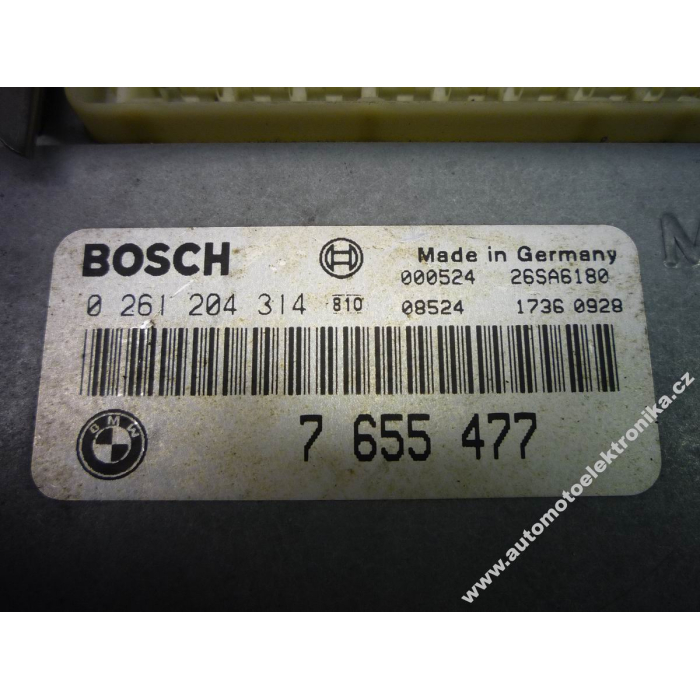 BOSCH
Made in Germany
000524 26SA6180
0 261 204 314 810 08524 1736 0928
BMW
7 655 477
www.automotoelektronika.cz